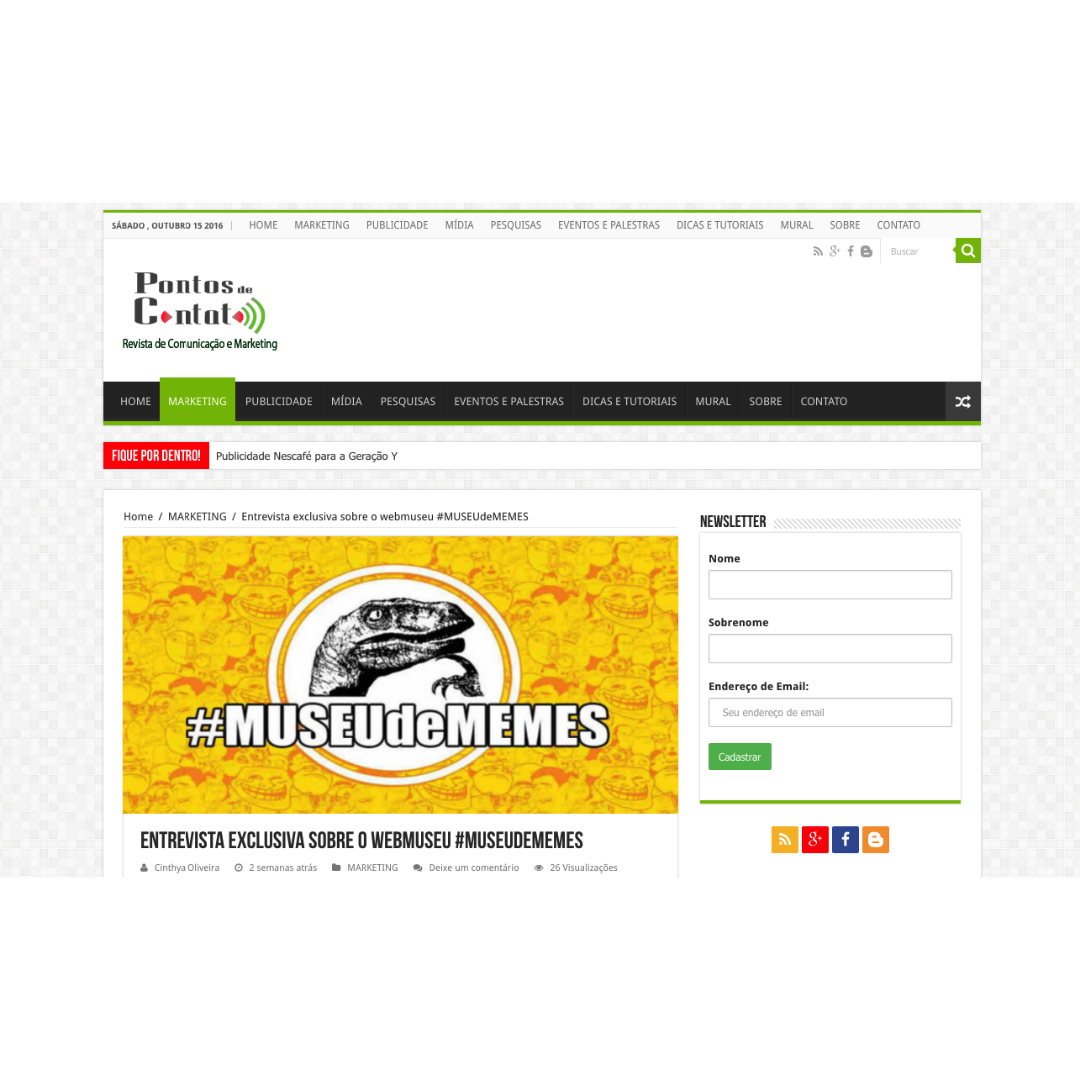 SÁBADO , OUTUBRO 15 2016 HOME MARKETING PUBLICIDADE MÍDIA PESQUISAS EVENTOS E PALESTRAS DICAS E TUTORIAIS MURAL SOBRE CONTATO
Buscar
Pontos de
Contato
Revista de Comunicação e Marketing
HOME MARKETING PUBLICIDADE MÍDIA PESQUISAS EVENTOS E PALESTRAS DICAS E TUTORIAIS MURAL SOBRE CONTATO
FIQUE POR DENTRO! Publicidade Nescafé para a Geração Y
Home / MARKETING / Entrevista exclusiva sobre o webmuseu #MUSEUdeMEMES
#MUSEUdeMEMES
ENTREVISTA EXCLUSIVA SOBRE O WEBMUSEU #MUSEUDEMEMES
Cinthya Oliveira 2 semanas atrás MARKETING Deixe um comentário 26 Visualizações
NEWSLETTER
Nome
Sobrenome
Endereço de Email:
Seu endereço de email
Cadastrar